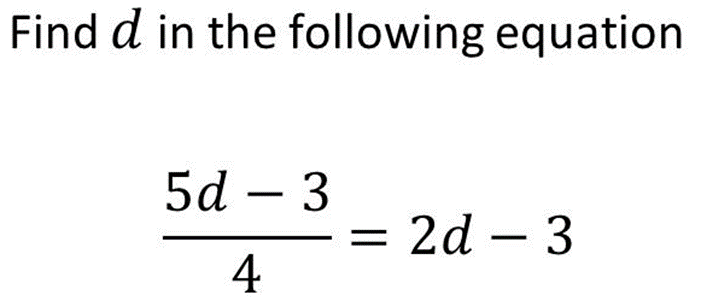 Find d in the following equation
5d – 3
= 2d – 3
4